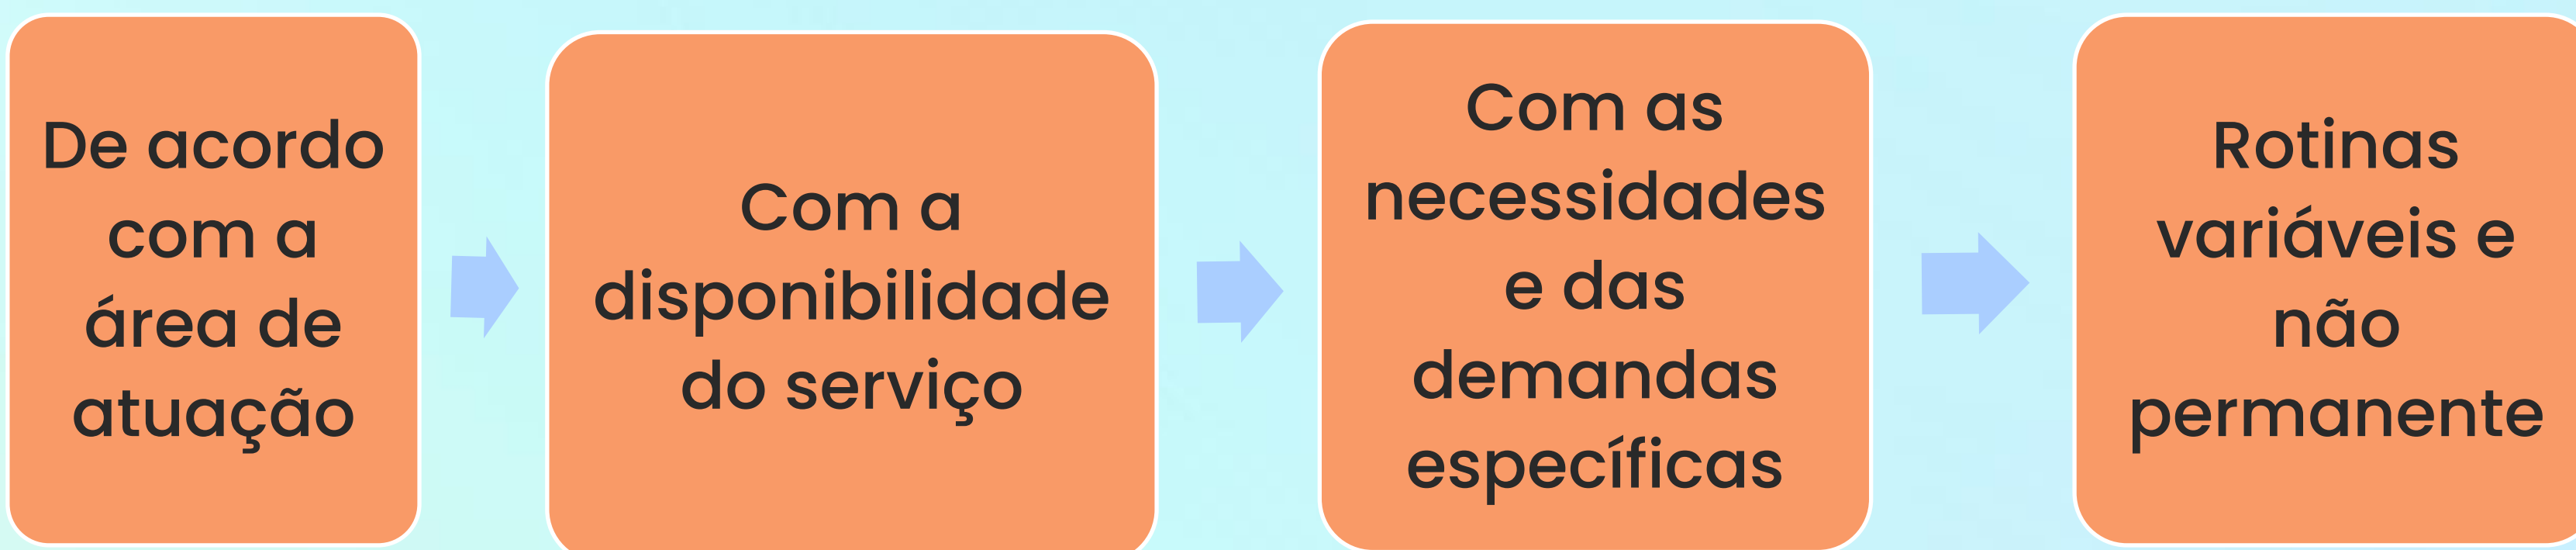 De acordo
com a
área de
atuação
Com a
disponibilidade
do serviço
Com as
necessidades
e das
demandas
específicas
Rotinas
variáveis e
não
permanente